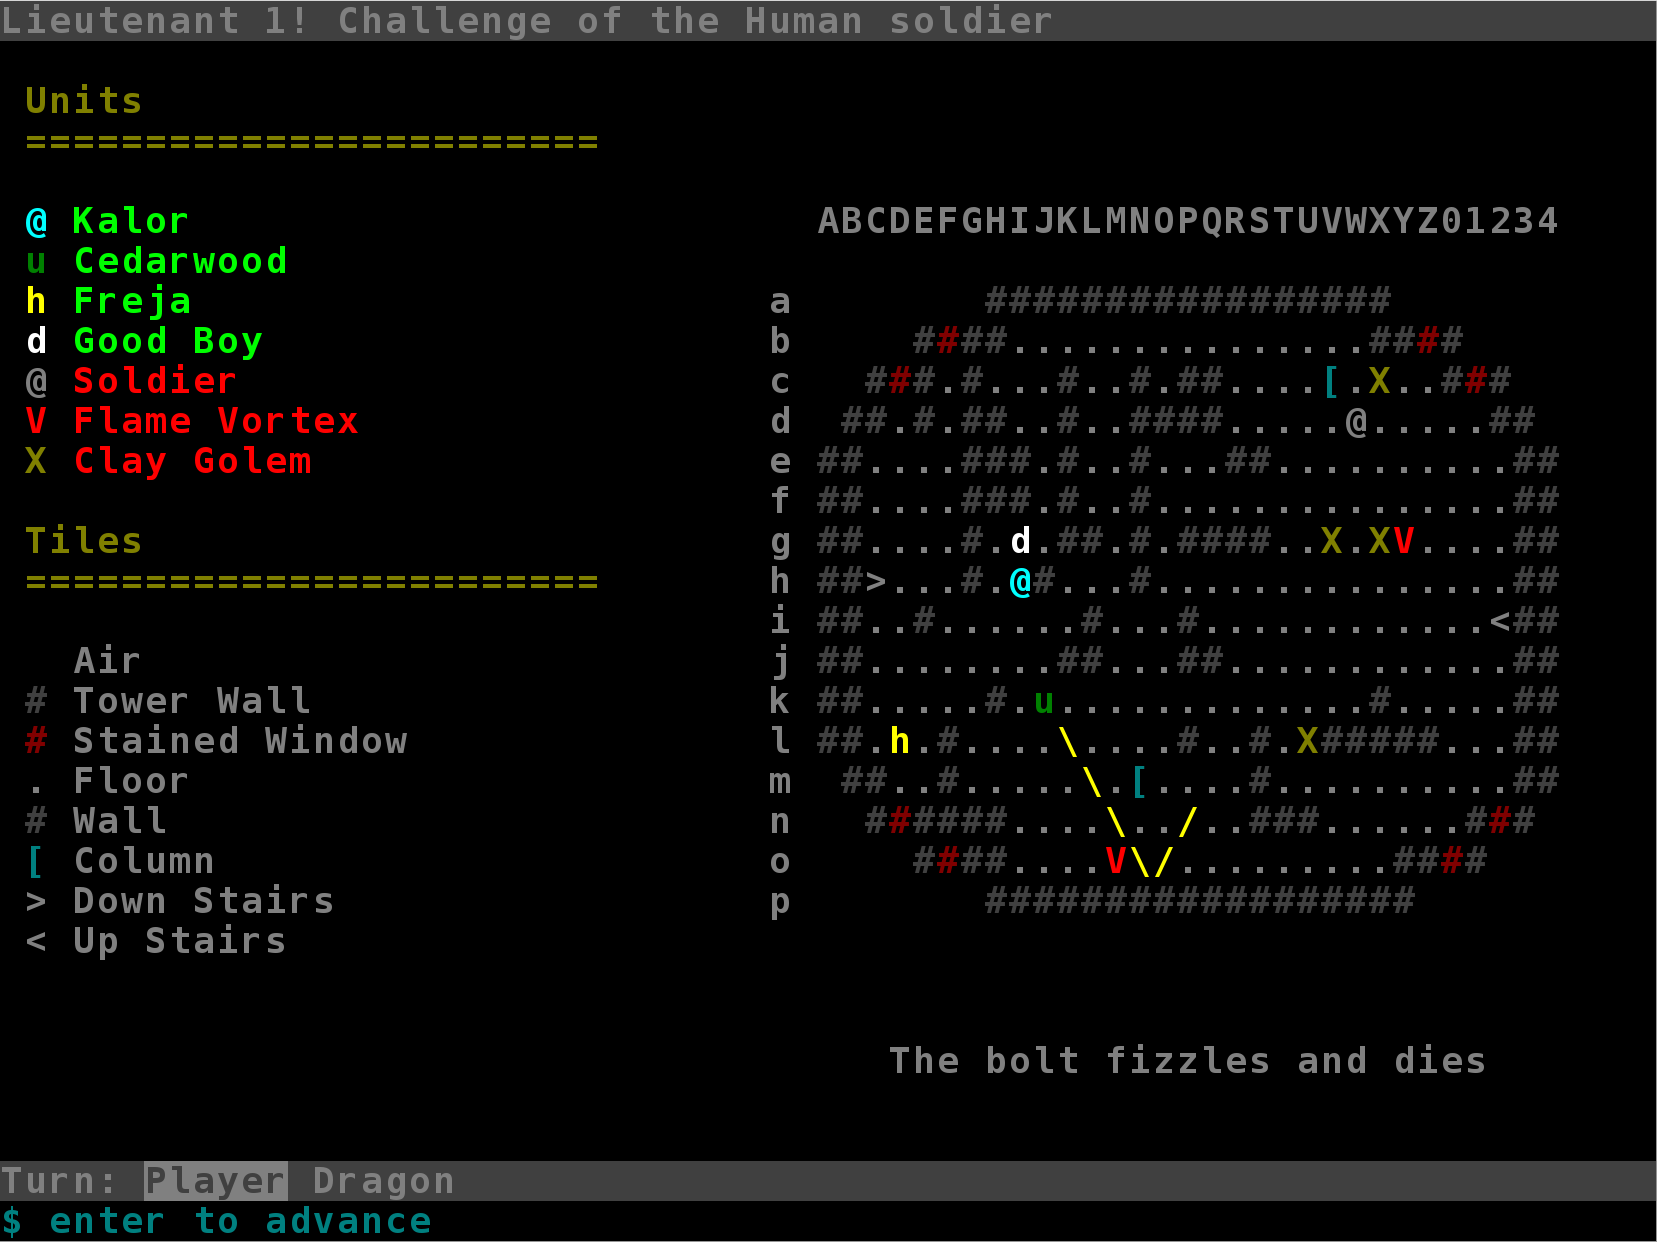 Lieutenant 1! Challenge of the Human soldier
Units
========================
@ Kalor
u Cedarwood
h Freja
d Good Boy
@ Soldier
V Flame Vortex
X Clay Golem
Tiles
========================
Air
# Tower Wall
# Stained Window
. Floor
# Wall
[ Column
> Down Stairs
< Up Stairs
ABCDEFGHIJKLMNOPQRSTUVWXYZ01234
a        #################
b     ####...............####
c   ###.#...#..#.##....[.X..###
d  ##.#.##..#..####.....@.....##
e ##....###.#..#...##..........##
f ##....###.#..#...............##
g ##....#.d.##.#.####..X.XV....##
h ##>...#.@#...#...............##
i ##..#......#...#............<##
j ##........##...##............##
k ##.....#.u.............#.....##
l ##.h.#....\....#..#.X#####...##
m  ##..#.....\.[....#..........##
n   ######....\../..###......###
o     ####....V\/.........####
p        ##################
The bolt fizzles and dies
Turn: Player Dragon
$ enter to advance